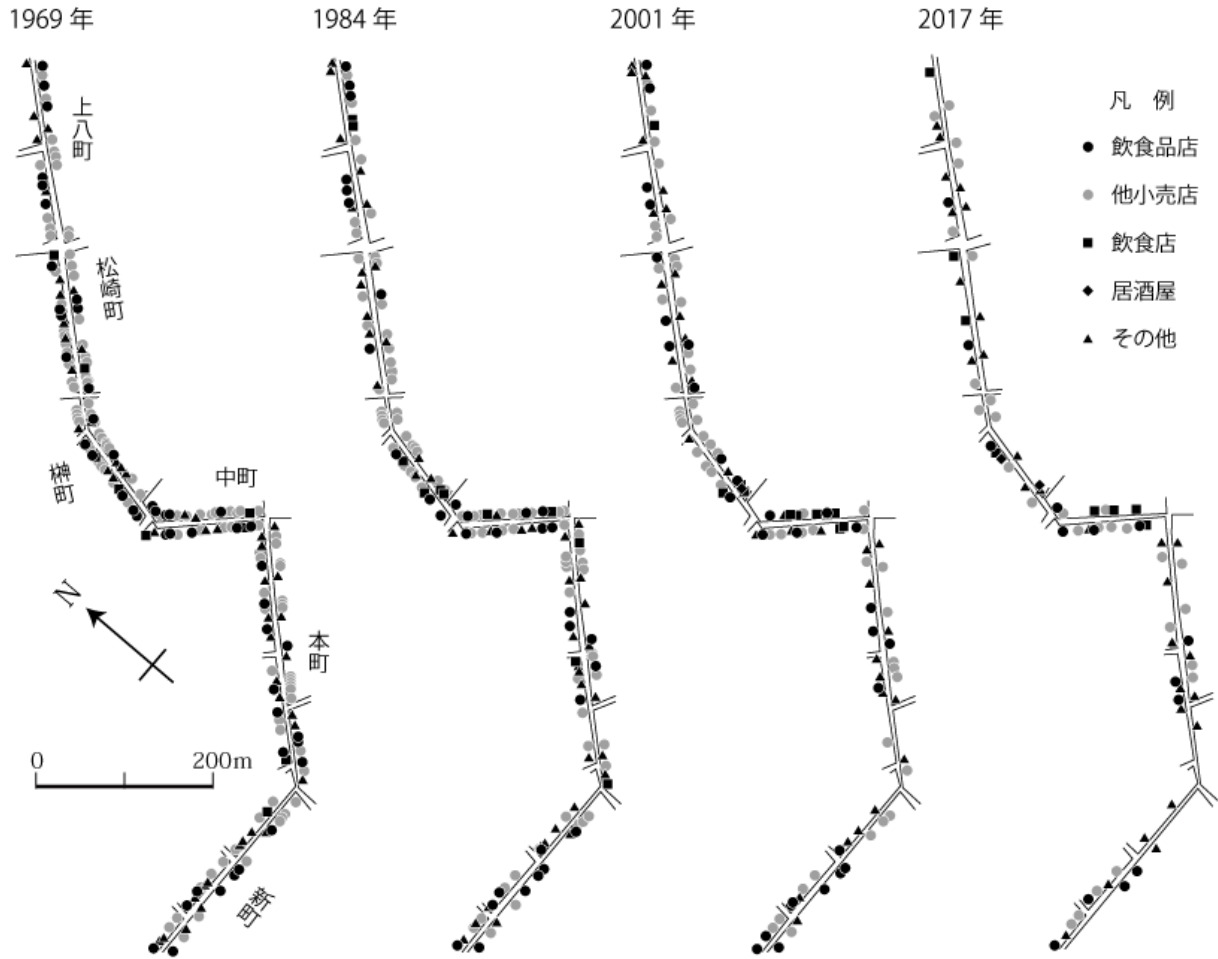 1969 年
1984 年
2001 年
2017 年
上八町
松崎町
榊町
中町
本町
新町
N
0
200m
凡 例
飲食品店
他小売店
飲食店
居酒屋
その他